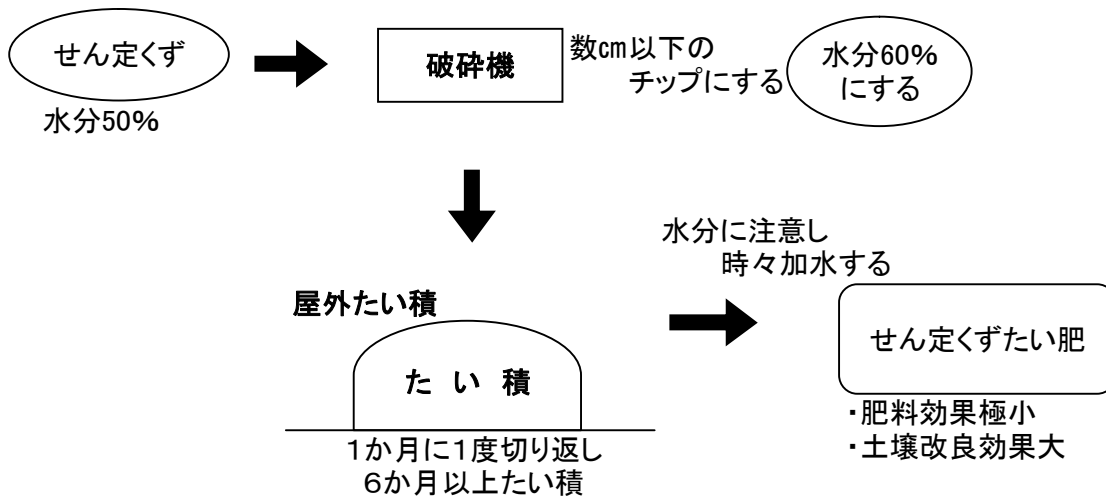 せん定くず
水分50%
破砕機
数㎝以下の
チップにする
水分60%
にする
屋外たい積
た い 積
1か月に1度切り返し
6か月以上たい積
水分に注意し
時々加水する
せん定くずたい肥
・肥料効果極小
・土壌改良効果大